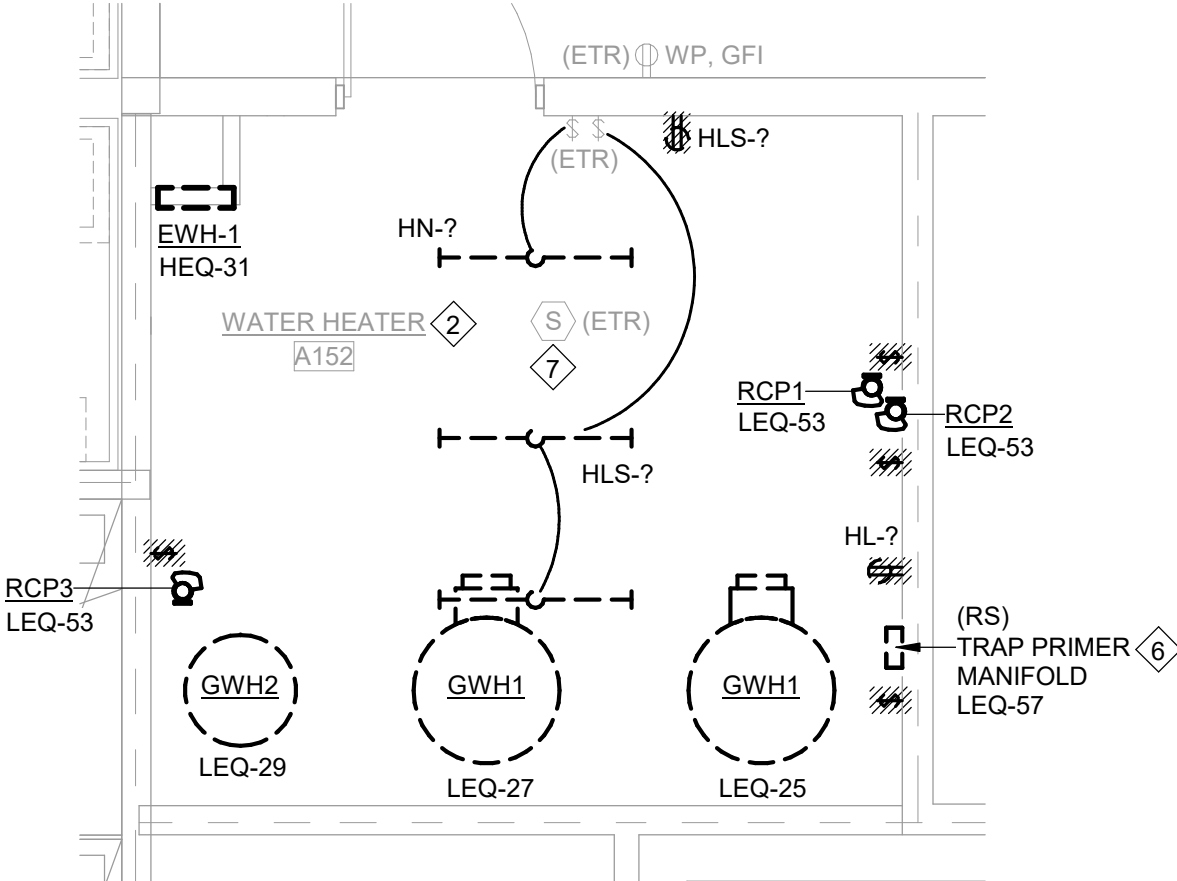 (ETR) WP, GFI
$ $
(ETR)
HLS-?
EWH-1
HEQ-31
HN-?
WATER HEATER 2
A152
S (ETR)
7
RCP1
LEQ-53
RCP2
LEQ-53
HLS-?
HL-?
RCP3
LEQ-53
(RS)
TRAP PRIMER 6
MANIFOLD
LEQ-57
GWH2
LEQ-29
GWH1
LEQ-27
GWH1
LEQ-25